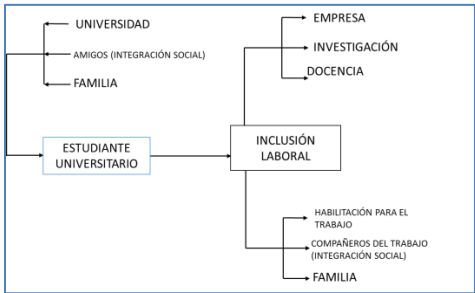 UNIVERSIDAD
AMIGOS (INTEGRACIÓN SOCIAL)
FAMILIA
ESTUDIANTE
UNIVERSITARIO
EMPRESA
INVESTIGACIÓN
DOCENCIA
INCLUSIÓN
LABORAL
HABILITACIÓN PARA EL
TRABAJO
COMPAÑEROS DEL TRABAJO
(INTEGRACIÓN SOCIAL)
FAMILIA